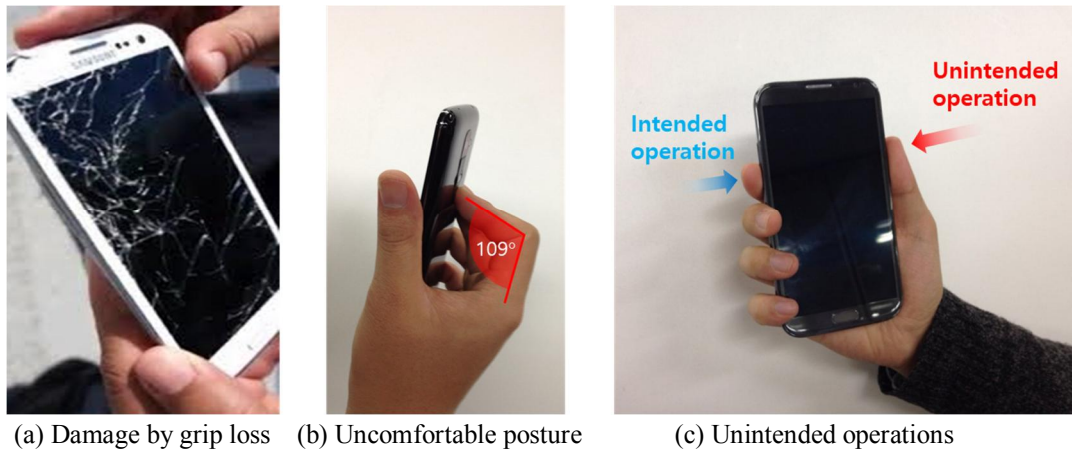 SAMSUNG
109°
Intended
operation
Unintended
operation
(a) Damage by grip loss
(b) Uncomfortable posture
(c) Unintended operations